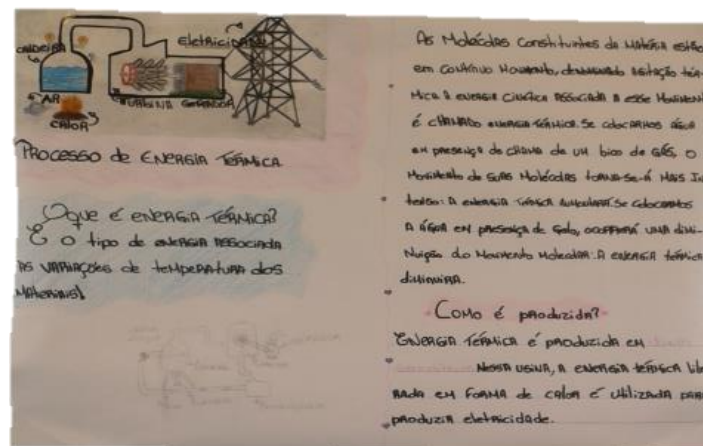 Eletricidade
Caldeira
AR
Calor
Turbina Gerador
Processo de Energia Térmica
O que é energia térmica?
É o tipo de energia associada
as variações de temperatura dos
materiais!
As Moléculas constituintes da matéria estão
em contínuo movimento, denominado agitação tér-
mica a energia cinética associada a esse movimento
é chamado energia térmica. Se colocarmos água
em presença de chama de um bico de gás, o
movimento de suas moléculas torna-se-á mais in
tenso: a energia térmica aumentará. Se colocarmos
a água em presença de gelo, ocorrerá uma dimi-
nuição do movimento molecular: a energia térmica
diminuirá.
Como é produzida?
Energia térmica é produzida em
Nessa usina, a energia térmica libe
rada em forma de calor é utilizada para
produzir eletricidade.